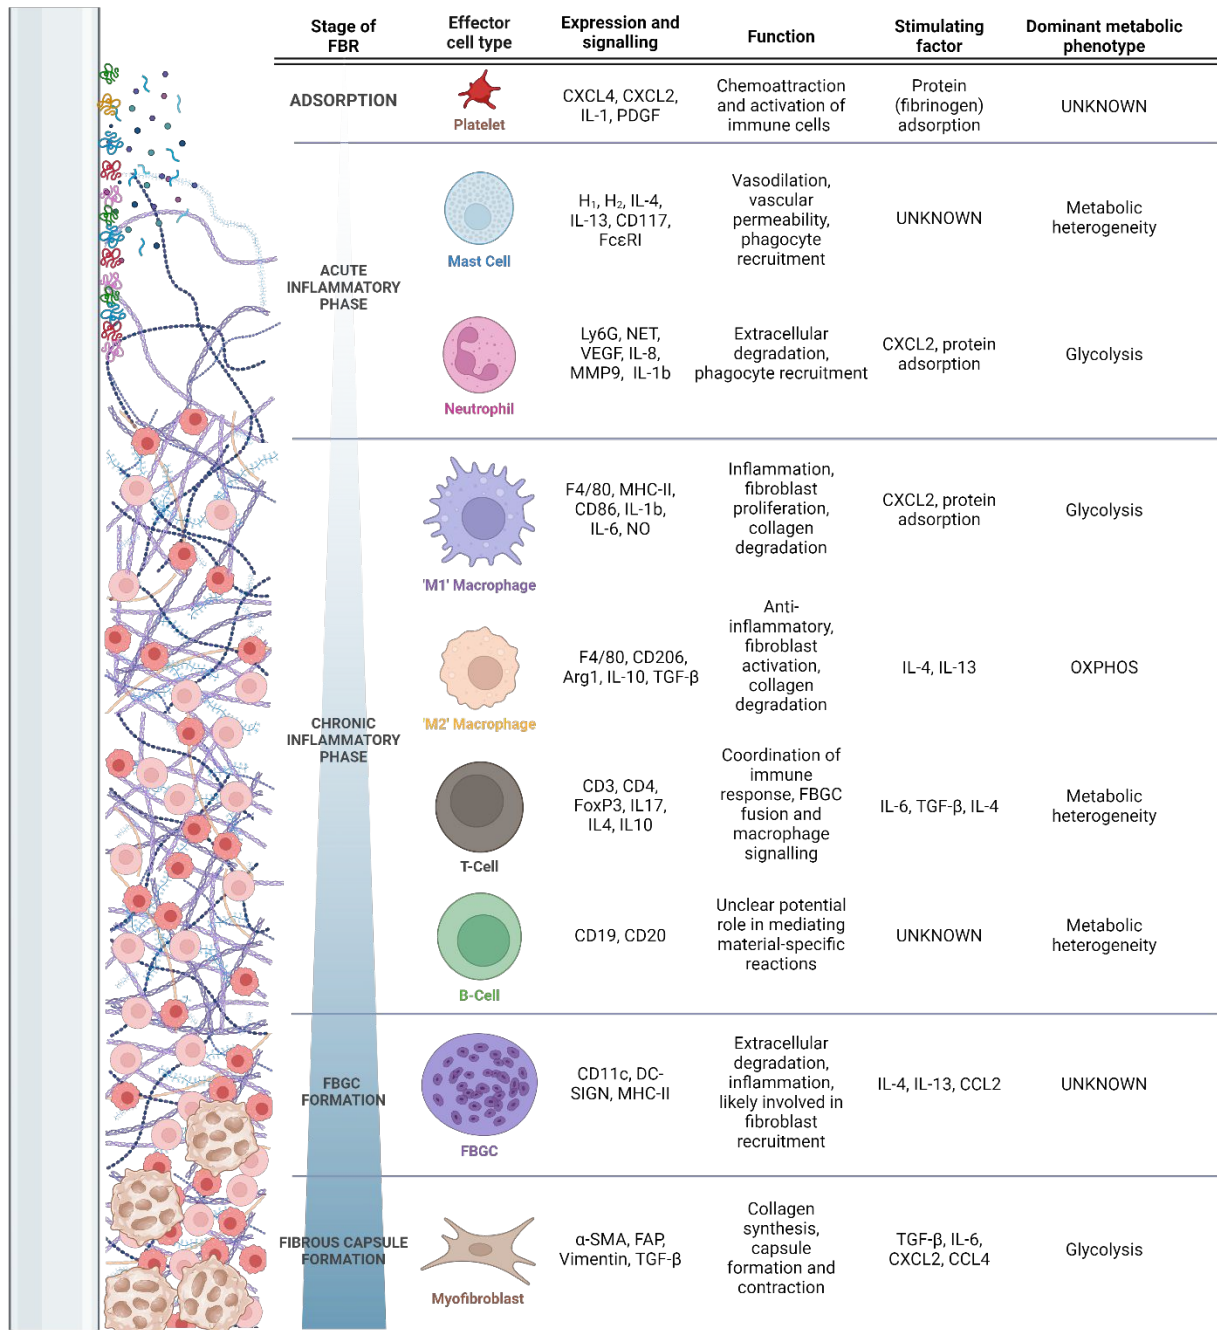 Stage of
FBR
Effector
cell type
Expression and
signalling
Function
Stimulating
factor
Dominant metabolic
phenotype
ADSORPTION
Platelet
CXCL4, CXCL2,
IL-1, PDGF
Chemoattraction
and activation of
immune cells
Protein
(fibrinogen)
adsorption
UNKNOWN
ACUTE
INFLAMMATORY
PHASE
Mast Cell
H₁, H₂, IL-4,
IL-13, CD117,
FcεRI
Vasodilation,
vascular
permeability,
phagocyte
recruitment
UNKNOWN
Metabolic
heterogeneity
Neutrophil
Ly6G, NET,
VEGF, IL-8,
MMP9, IL-1b
Extracellular
degradation,
phagocyte recruitment
CXCL2, protein
adsorption
Glycolysis
CHRONIC
INFLAMMATORY
PHASE
'M1' Macrophage
F4/80, MHC-II,
CD86, IL-1b,
IL-6, NO
Inflammation,
fibroblast
proliferation,
collagen
degradation
CXCL2, protein
adsorption
Glycolysis
'M2' Macrophage
F4/80, CD206,
Arg1, IL-10, TGF-β
Anti-
inflammatory,
fibroblast
activation,
collagen
degradation
IL-4, IL-13
OXPHOS
T-Cell
CD3, CD4,
FoxP3, IL17,
IL4, IL10
Coordination of
immune
response, FBGC
fusion and
macrophage
signalling
IL-6, TGF-β, IL-4
Metabolic
heterogeneity
B-Cell
CD19, CD20
Unclear potential
role in mediating
material-specific
reactions
UNKNOWN
Metabolic
heterogeneity
FBGC
FORMATION
FBGC
CD11c, DC-
SIGN, MHC-II
Extracellular
degradation,
inflammation,
likely involved in
fibroblast
recruitment
IL-4, IL-13, CCL2
UNKNOWN
FIBROUS CAPSULE
FORMATION
Myofibroblast
α-SMA, FAP,
Vimentin, TGF-β
Collagen
synthesis,
capsule
formation and
contraction
TGF-β, IL-6,
CXCL2, CCL4
Glycolysis